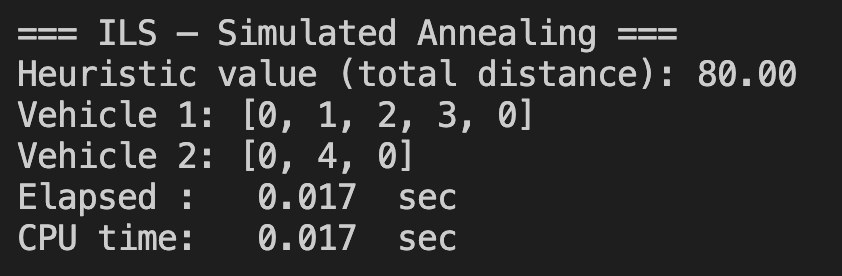 === ILS – Simulated Annealing ===
Heuristic value (total distance): 80.00
Vehicle 1: [0, 1, 2, 3, 0]
Vehicle 2: [0, 4, 0]
Elapsed :   0.017  sec
CPU time:   0.017  sec